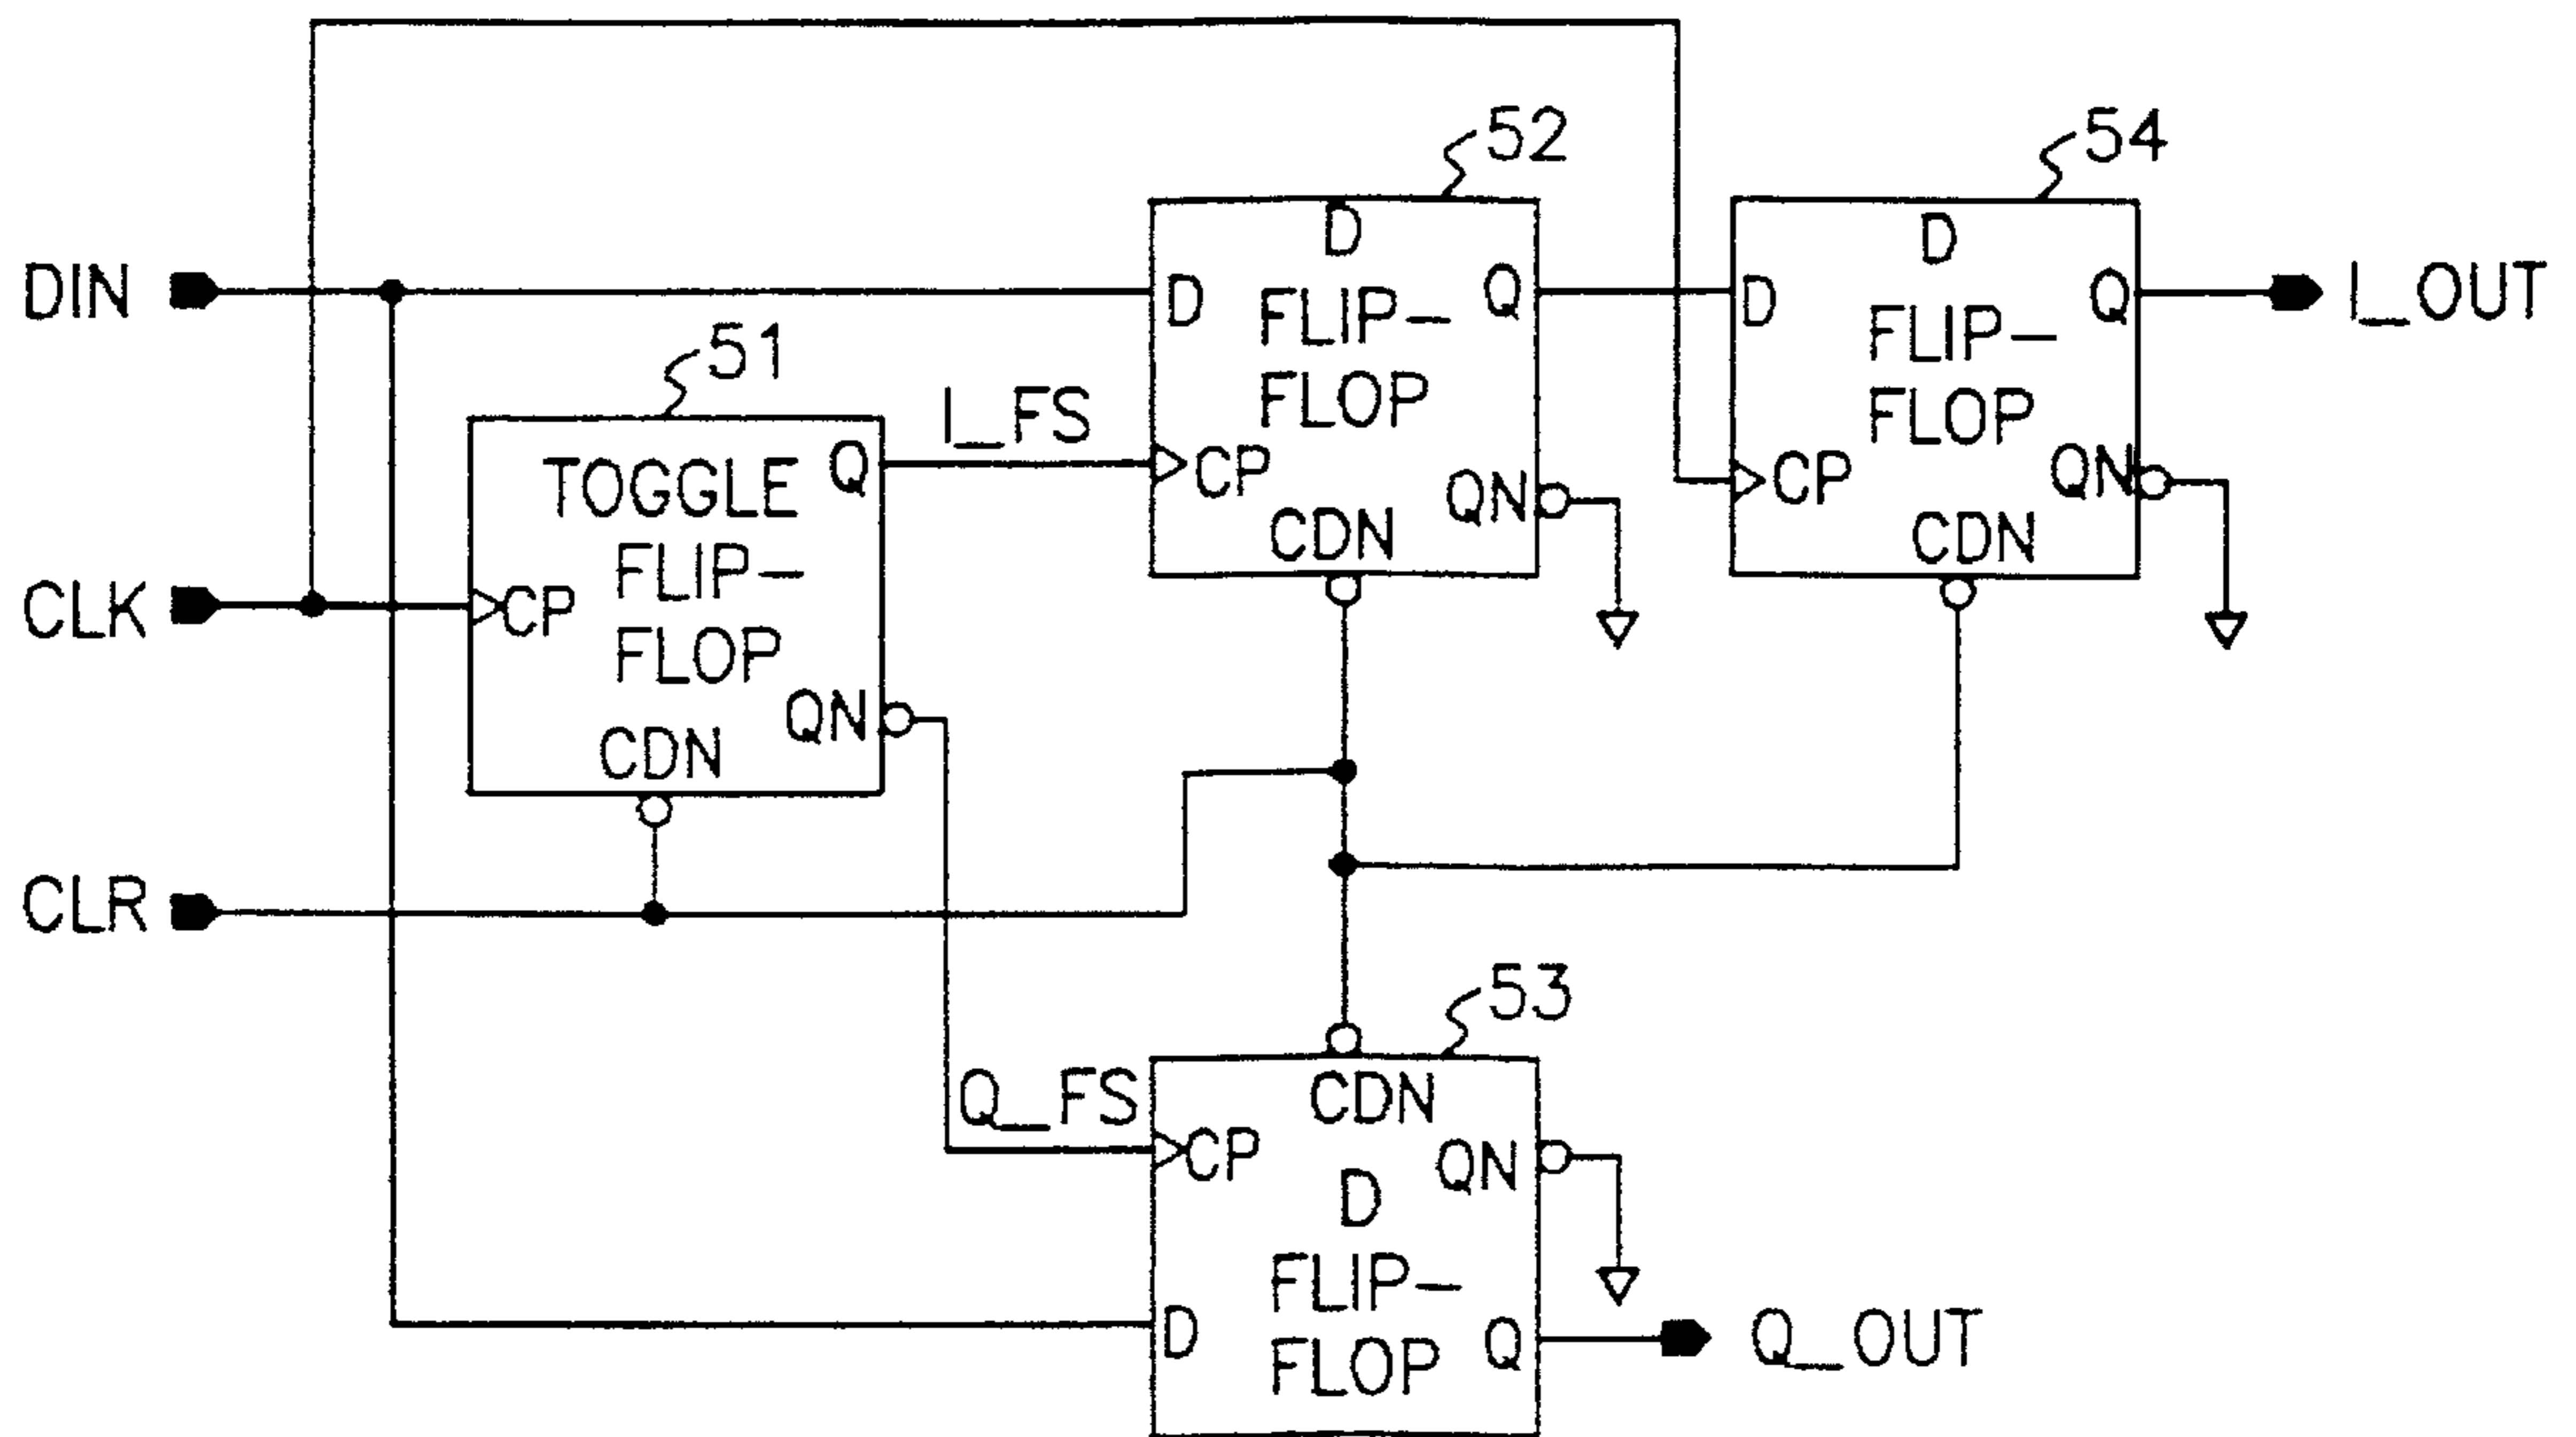 52
54
DIN
D
D
FLIP-
FLOP
Q
CP
QN
CDN
D
D
FLIP-
FLOP
Q
CP
QN
CDN
I_OUT
51
TOGGLE
FLIP-
FLOP
Q
CP
QN
CDN
I_FS
CLK
CLR
53
Q_FS
CDN
CP
QN
D
FLIP-
FLOP
D
Q
Q_OUT